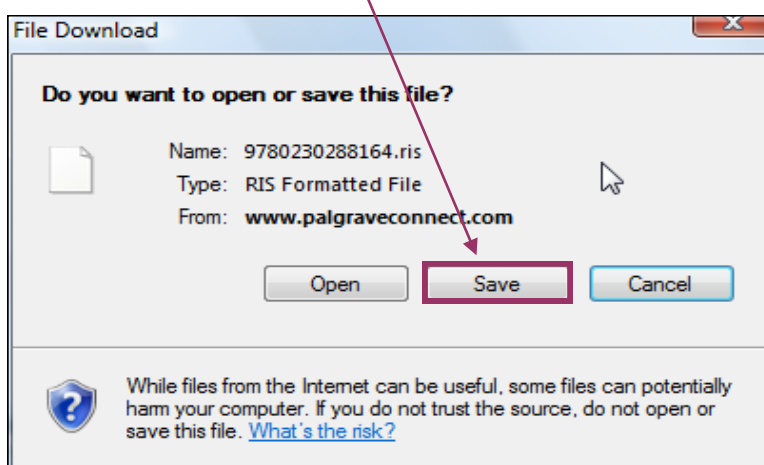 File Download
Do you want to open or save this file?
Name: 9780230288164.ris
Type: RIS Formatted File
From: www.palgraveconnect.com
Open Save Cancel
While files from the Internet can be useful, some files can potentially
harm your computer. If you do not trust the source, do not open or
save this file. What's the risk?